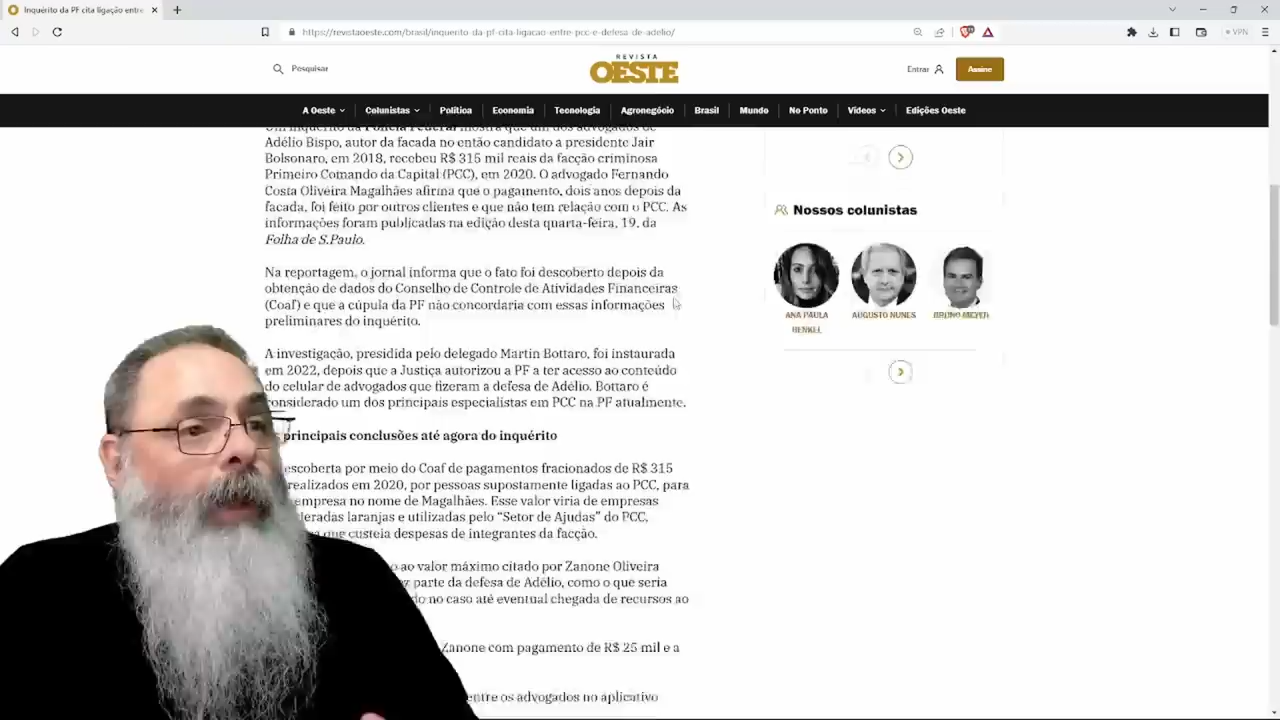 Inquérito da PF cita ligação entre
https://revistaoeste.com/brasil/inquerito-da-pf-cita-ligacao-entre-pcc-e-defesa-de-adelio/
VPN
Pesquisar
REVISTA
OESTE
Entrar
Assine
A Oeste
Colunistas
Política
Economia
Tecnologia
Agronegócio
Brasil
Mundo
No Ponto
Vídeos
Edições Oeste
Um inquérito da Polícia Federal mostra que um dos advogados de
Adélio Bispo, autor da facada no então candidato a presidente Jair
Bolsonaro, em 2018, recebeu R$ 315 mil reais da facção criminosa
Primeiro Comando da Capital (PCC), em 2020. O advogado Fernando
Costa Oliveira Magalhães afirma que o pagamento, dois anos depois da
facada, foi feito por outros clientes e que não tem relação com o PCC. As
informações foram publicadas na edição desta quarta-feira, 19, da
Folha de S.Paulo.
Na reportagem, o jornal informa que o fato foi descoberto depois da
obtenção de dados do Conselho de Controle de Atividades Financeiras
(Coaf) e que a cúpula da PF não concordaria com essas informações
preliminares do inquérito.
A investigação, presidida pelo delegado Martin Bottaro, foi instaurada
em 2022, depois que a Justiça autorizou a PF a ter acesso ao conteúdo
do celular de advogados que fizeram a defesa de Adélio. Bottaro é
considerado um dos principais especialistas em PCC na PF atualmente.
principais conclusões até agora do inquérito
escoberta por meio do Coaf de pagamentos fracionados de R$ 315
realizados em 2020, por pessoas supostamente ligadas ao PCC, para
empresa no nome de Magalhães. Esse valor viria de empresas
deradas laranjas e utilizadas pelo “Setor de Ajudas” do PCC,
que custeia despesas de integrantes da facção.
ao valor máximo citado por Zanone Oliveira
parte da defesa de Adélio, como o que seria
do no caso até eventual chegada de recursos ao
Zanone com pagamento de R$ 25 mil e a
entre os advogados no aplicativo
Nossos colunistas
ANA PAULA
HENKEL
AUGUSTO NUNES
BRUNO MEYER